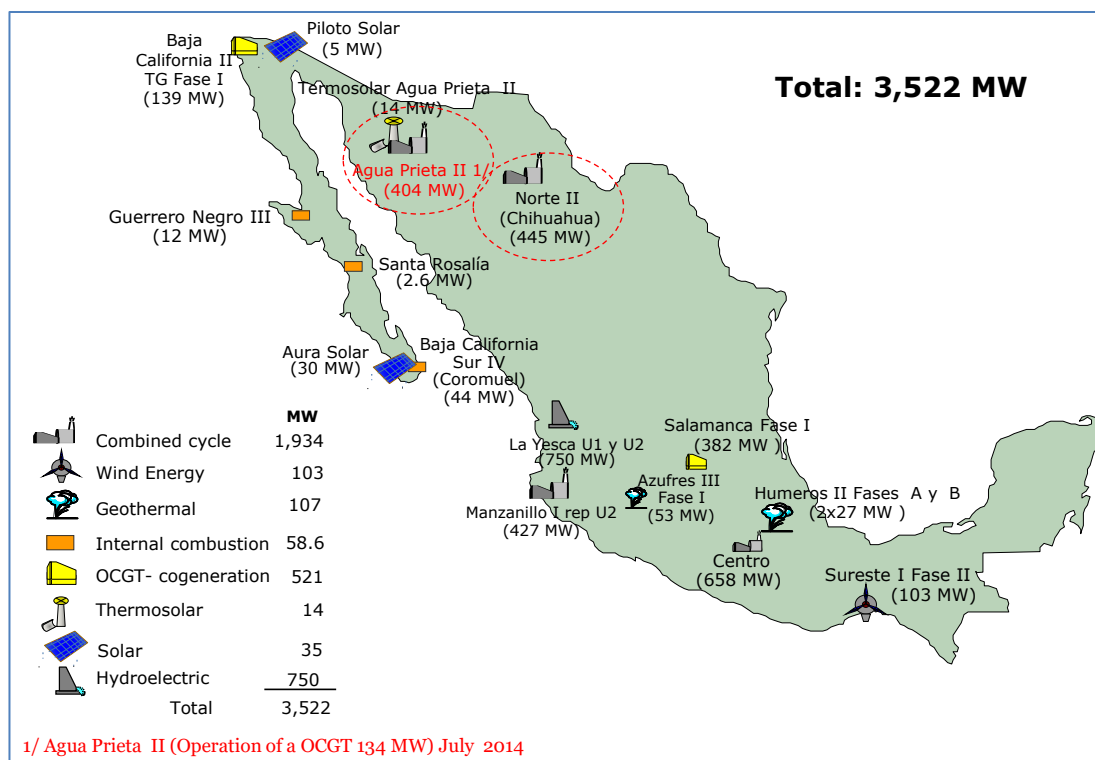 Piloto Solar
(5 MW)
Baja
California II
TG Fase I
(139 MW)
Total: 3,522 MW
Termosolar Agua Prieta II
(14 MW)
Agua Prieta II 1/
(404 MW)
Norte II
(Chihuahua)
(445 MW)
Guerrero Negro III
(12 MW)
Santa Rosalía
(2.6 MW)
Aura Solar
(30 MW)
Baja California
Sur IV
(Coromuel)
(44 MW)
La Yesca U1 y U2
(750 MW)
Salamanca Fase I
(382 MW )
Manzanillo I rep U2
(427 MW)
Azufres III
Fase I
(53 MW)
Humeros II Fases A y B
(2x27 MW )
Centro
(658 MW)
Sureste I Fase II
(103 MW)
MW
Combined cycle 1,934
Wind Energy 103
Geothermal 107
Internal combustion 58.6
OCGT- cogeneration 521
Thermosolar 14
Solar 35
Hydroelectric 750
Total 3,522
1/ Agua Prieta II (Operation of a OCGT 134 MW) July 2014